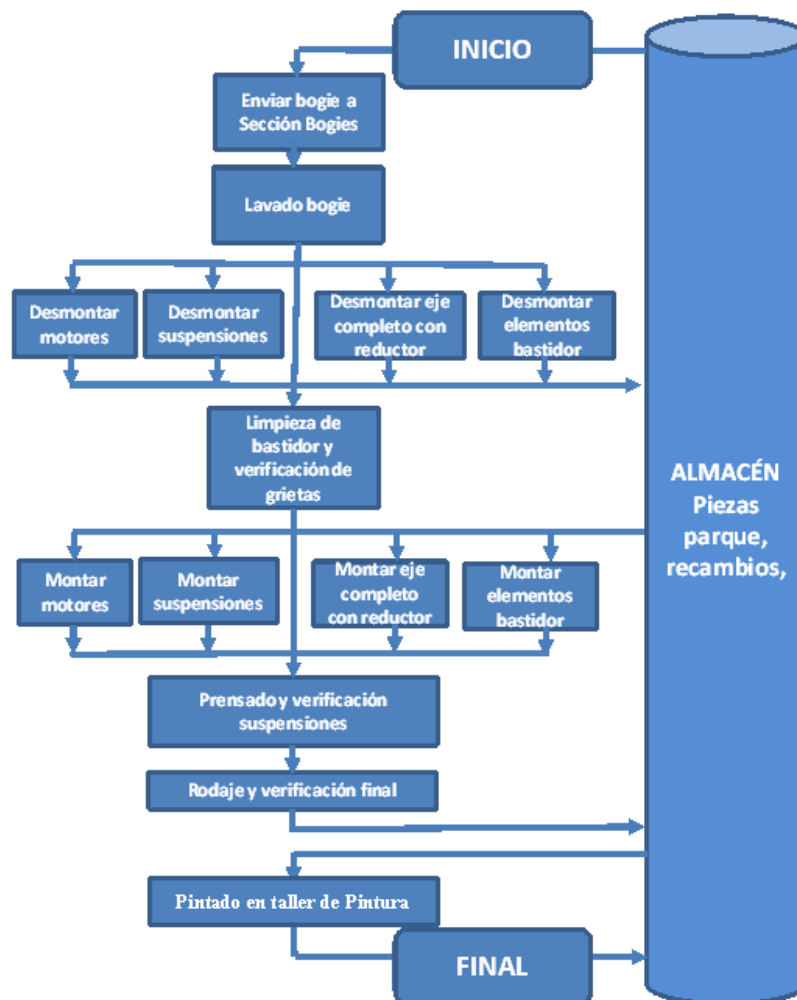 INICIO
Enviar bogie a
Sección Bogies
Lavado bogie
Desmontar
motores
Desmontar
suspensiones
Desmontar eje
completo con
reductor
Desmontar
elementos
bastidor
Limpieza de
bastidor y
verificación de
grietas
ALMACÉN
Piezas
parque,
recambios,
Montar
motores
Montar
suspensiones
Montar eje
completo
con reductor
Montar
elementos
bastidor
Prensado y verificación
suspensiones
Rodaje y verificación final
Pintado en taller de Pintura
FINAL